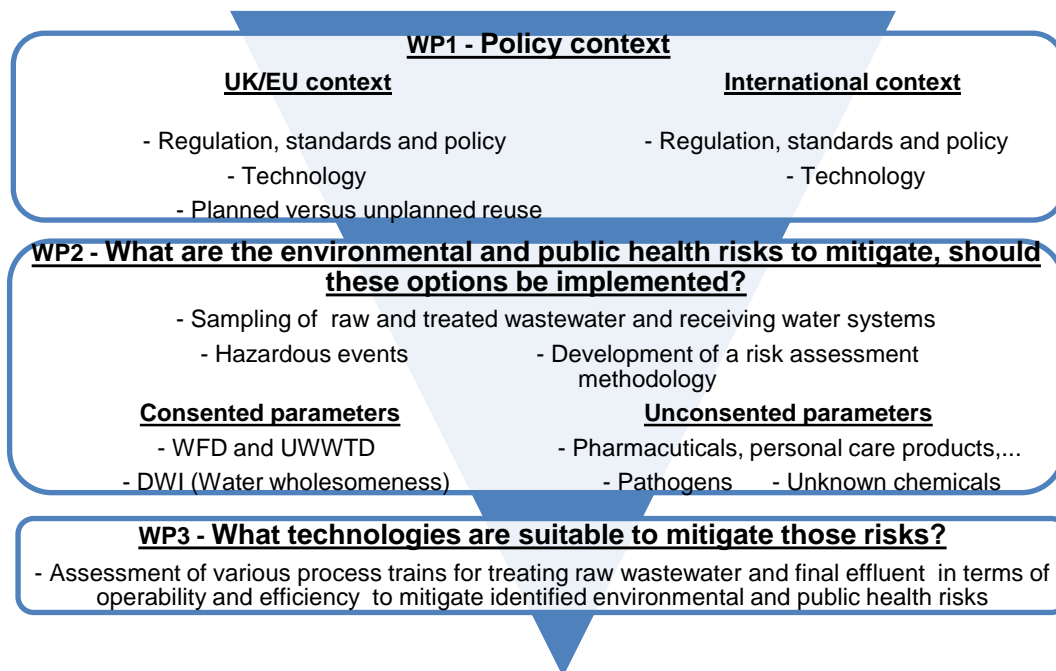 WP1 - Policy context
UK/EU context
International context
- Regulation, standards and policy
- Regulation, standards and policy
- Technology
- Technology
- Planned versus unplanned reuse
WP2 - What are the environmental and public health risks to mitigate, should
these options be implemented?
- Sampling of raw and treated wastewater and receiving water systems
- Hazardous events
- Development of a risk assessment
methodology
Consented parameters
Unconsented parameters
- WFD and UWWTD
- Pharmacuticals, personal care products,...
- DWI (Water wholesomeness)
- Pathogens
- Unknown chemicals
WP3 - What technologies are suitable to mitigate those risks?
- Assessment of various process trains for treating raw wastewater and final effluent in terms of
operability and efficiency to mitigate identified environmental and public health risks